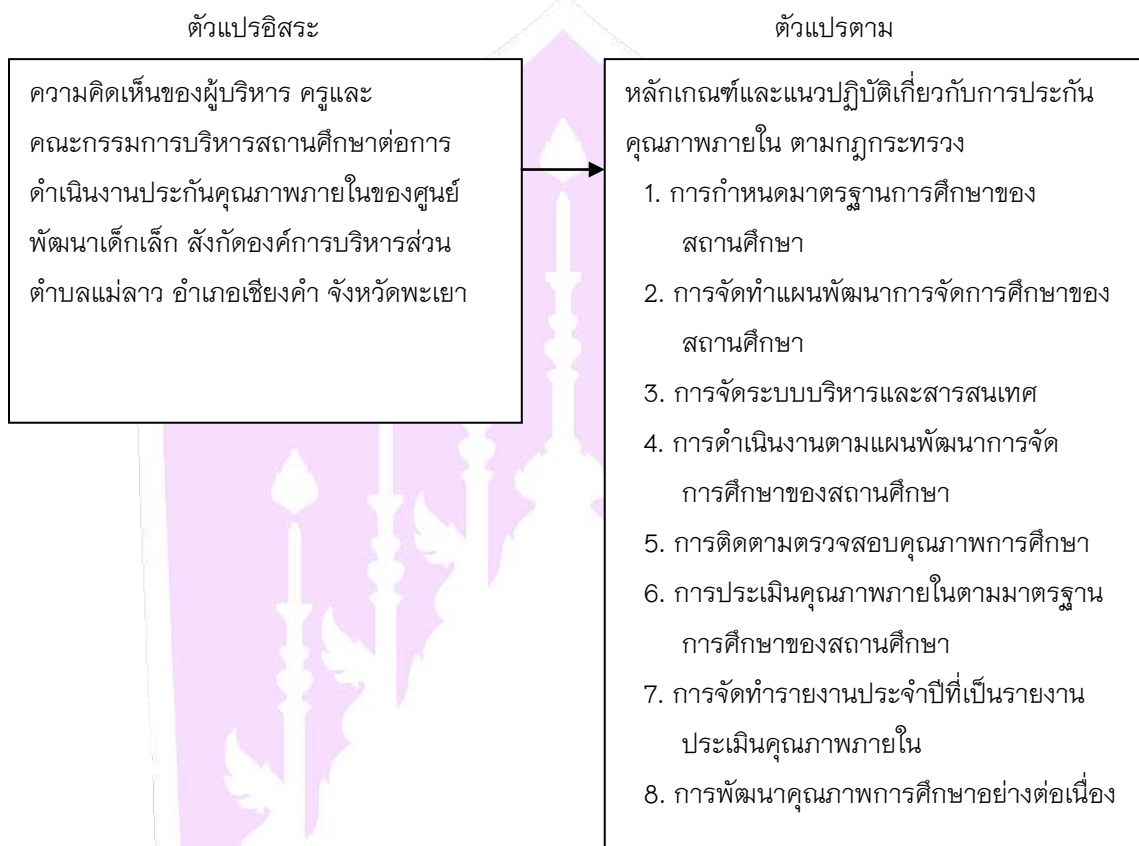 ตัวแปรอิสระ
ความคิดเห็นของผู้บริหาร ครูและ
คณะกรรมการบริหารสถานศึกษาต่อการ
ดำเนินงานประกันคุณภาพภายในของศูนย์
พัฒนาเด็กเล็ก สังกัดองค์การบริหารส่วน
ตำบลแม่ลาว อำเภอเชียงคำ จังหวัดพะเยา
ตัวแปรตาม
หลักเกณฑ์และแนวปฏิบัติเกี่ยวกับการประกัน
คุณภาพภายใน ตามกฎกระทรวง
1. การกำหนดมาตรฐานการศึกษาของ
สถานศึกษา
2. การจัดทำแผนพัฒนาการจัดการศึกษาของ
สถานศึกษา
3. การจัดระบบบริหารและสารสนเทศ
4. การดำเนินงานตามแผนพัฒนาการจัด
การศึกษาของสถานศึกษา
5. การติดตามตรวจสอบคุณภาพการศึกษา
6. การประเมินคุณภาพภายในตามมาตรฐาน
การศึกษาของสถานศึกษา
7. การจัดทำรายงานประจำปีที่เป็นรายงาน
ประเมินคุณภาพภายใน
8. การพัฒนาคุณภาพการศึกษาอย่างต่อเนื่อง